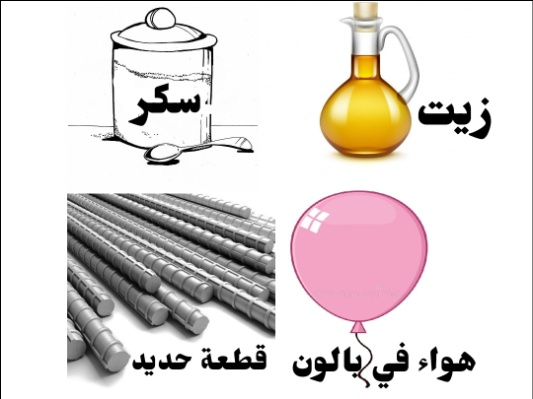 زيت
سكر
هواء في بالون
قطعة حديد